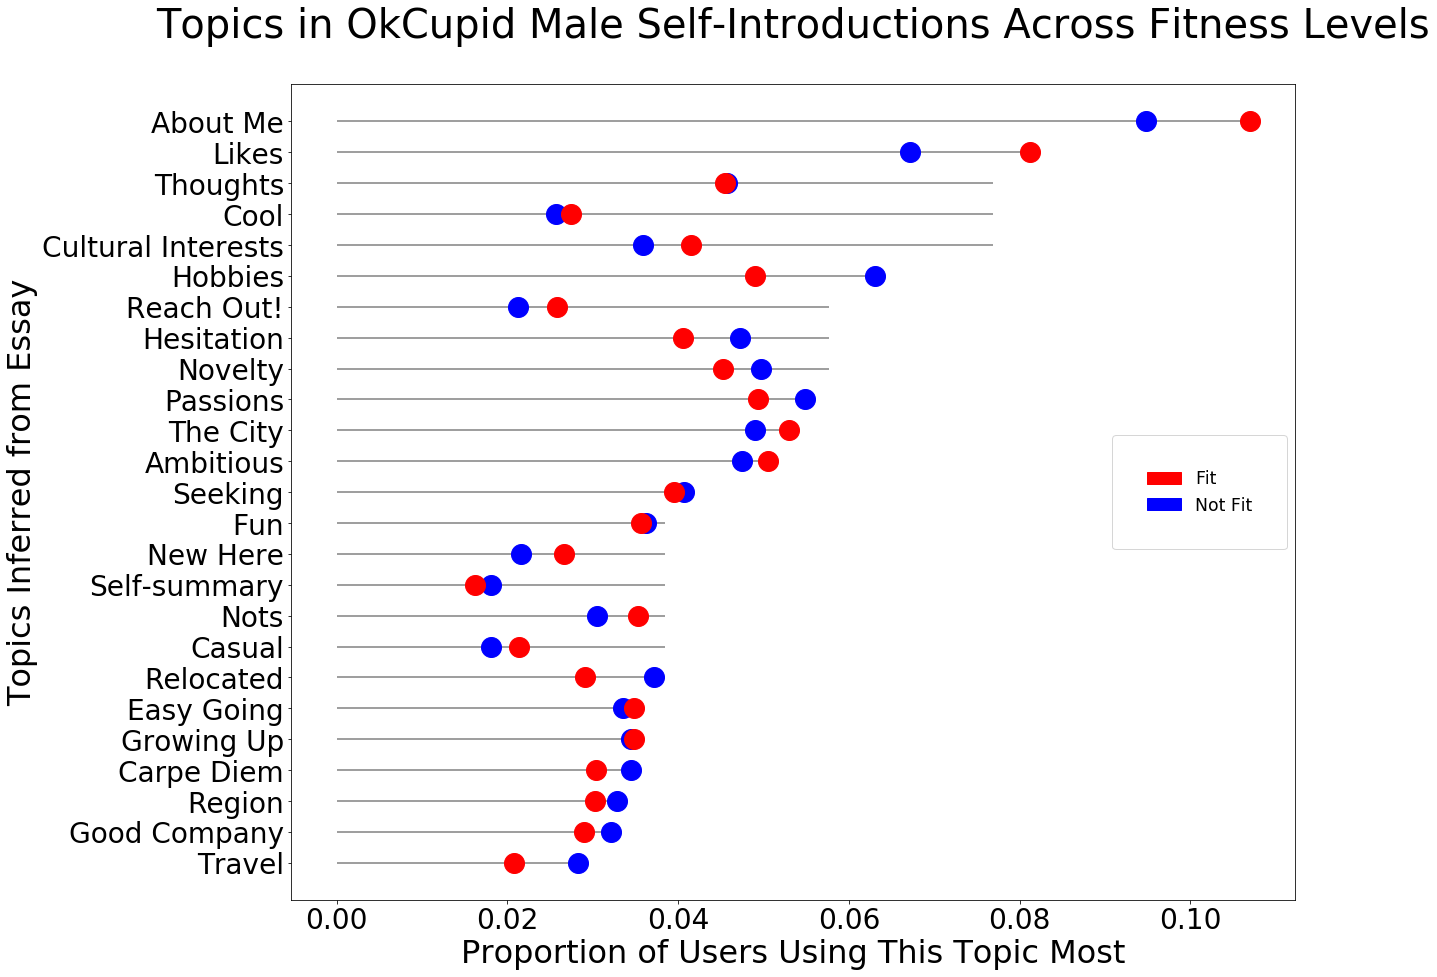 Topics in OkCupid Male Self-Introductions Across Fitness Levels
Topics Inferred from Essay
About Me
Likes
Thoughts
Cool
Cultural Interests
Hobbies
Reach Out!
Hesitation
Novelty
Passions
The City
Ambitious
Seeking
Fun
New Here
Self-summary
Nots
Casual
Relocated
Easy Going
Growing Up
Carpe Diem
Region
Good Company
Travel
Fit
Not Fit
0.00 0.02 0.04 0.06 0.08 0.10
Proportion of Users Using This Topic Most